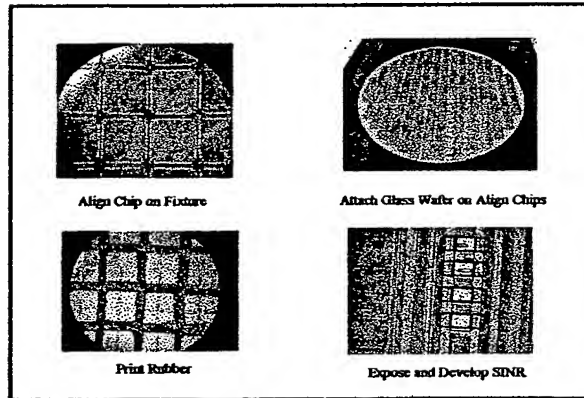 Align Chip on Fixture
Attach Glass Wafer on Align Chips
Print Rubber
Expose and Develop SINR